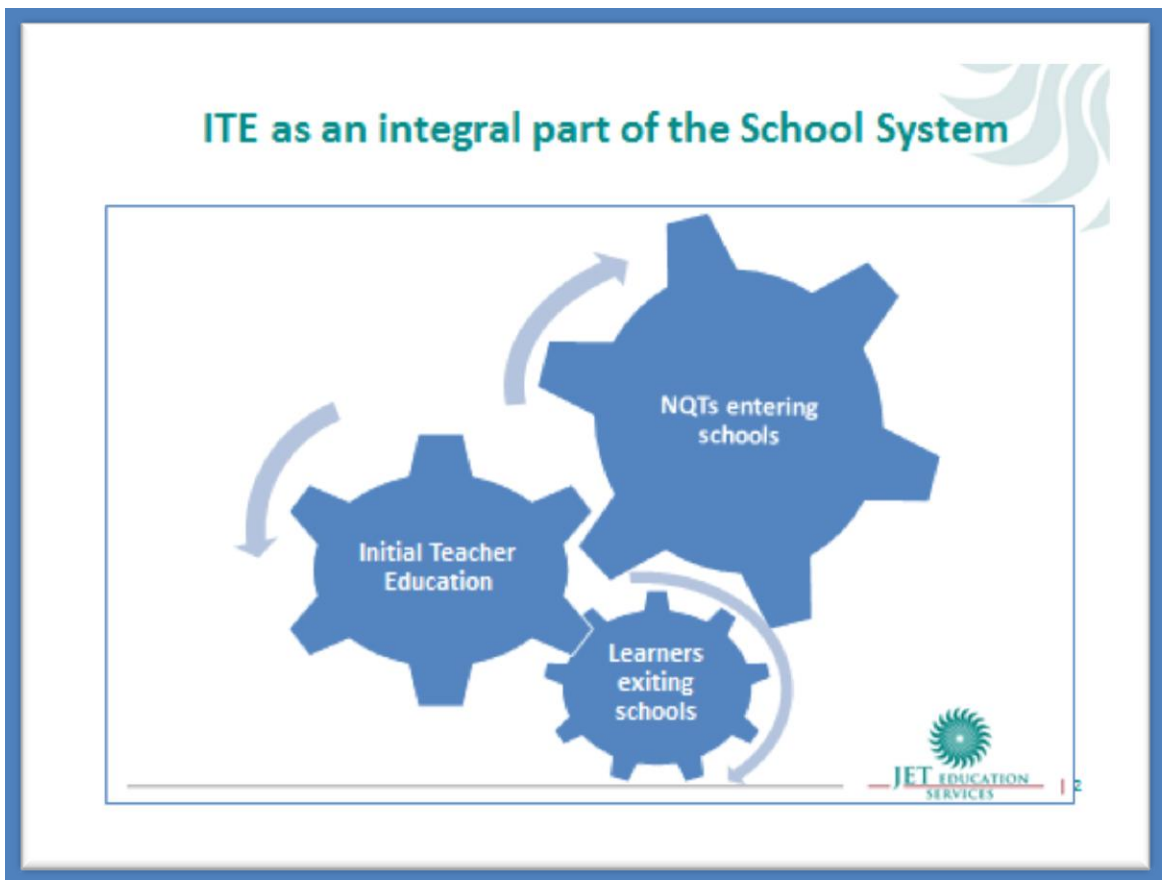 ITE as an integral part of the School System
NQTs entering
schools
Initial Teacher
Education
Learners
exiting
schools
JET EDUCATION
SERVICES
| 2